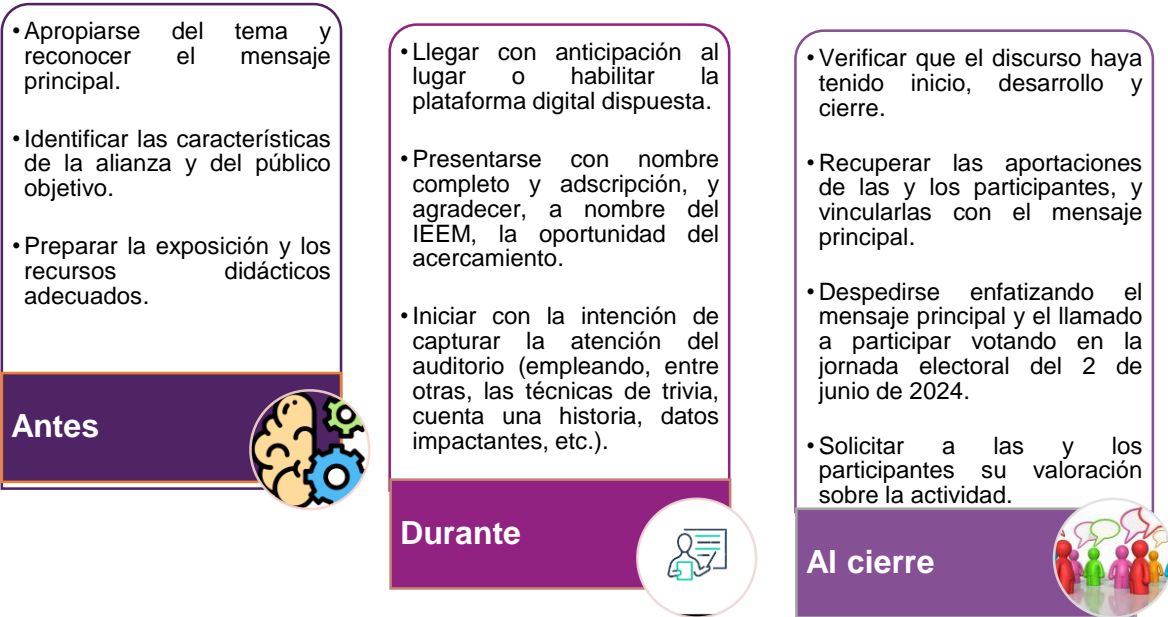 • Apropiarse del tema y
reconocer el mensaje
principal.
• Identificar las características
de la alianza y del público
objetivo.
• Preparar la exposición y los
recursos didácticos
adecuados.
Antes
• Llegar con anticipación al
lugar o habilitar la
plataforma digital dispuesta.
• Presentarse con nombre
completo y adscripción, y
agradecer, a nombre del
IEEM, la oportunidad del
acercamiento.
• Iniciar con la intención de
capturar la atención del
auditorio (empleando, entre
otras, las técnicas de trivia,
cuenta una historia, datos
impactantes, etc.).
Durante
• Verificar que el discurso haya
tenido inicio, desarrollo y
cierre.
• Recuperar las aportaciones
de las y los participantes, y
vincularlas con el mensaje
principal.
• Despedirse enfatizando el
mensaje principal y el llamado
a participar votando en la
jornada electoral del 2 de
junio de 2024.
• Solicitar a las y los
participantes su valoración
sobre la actividad.
Al cierre